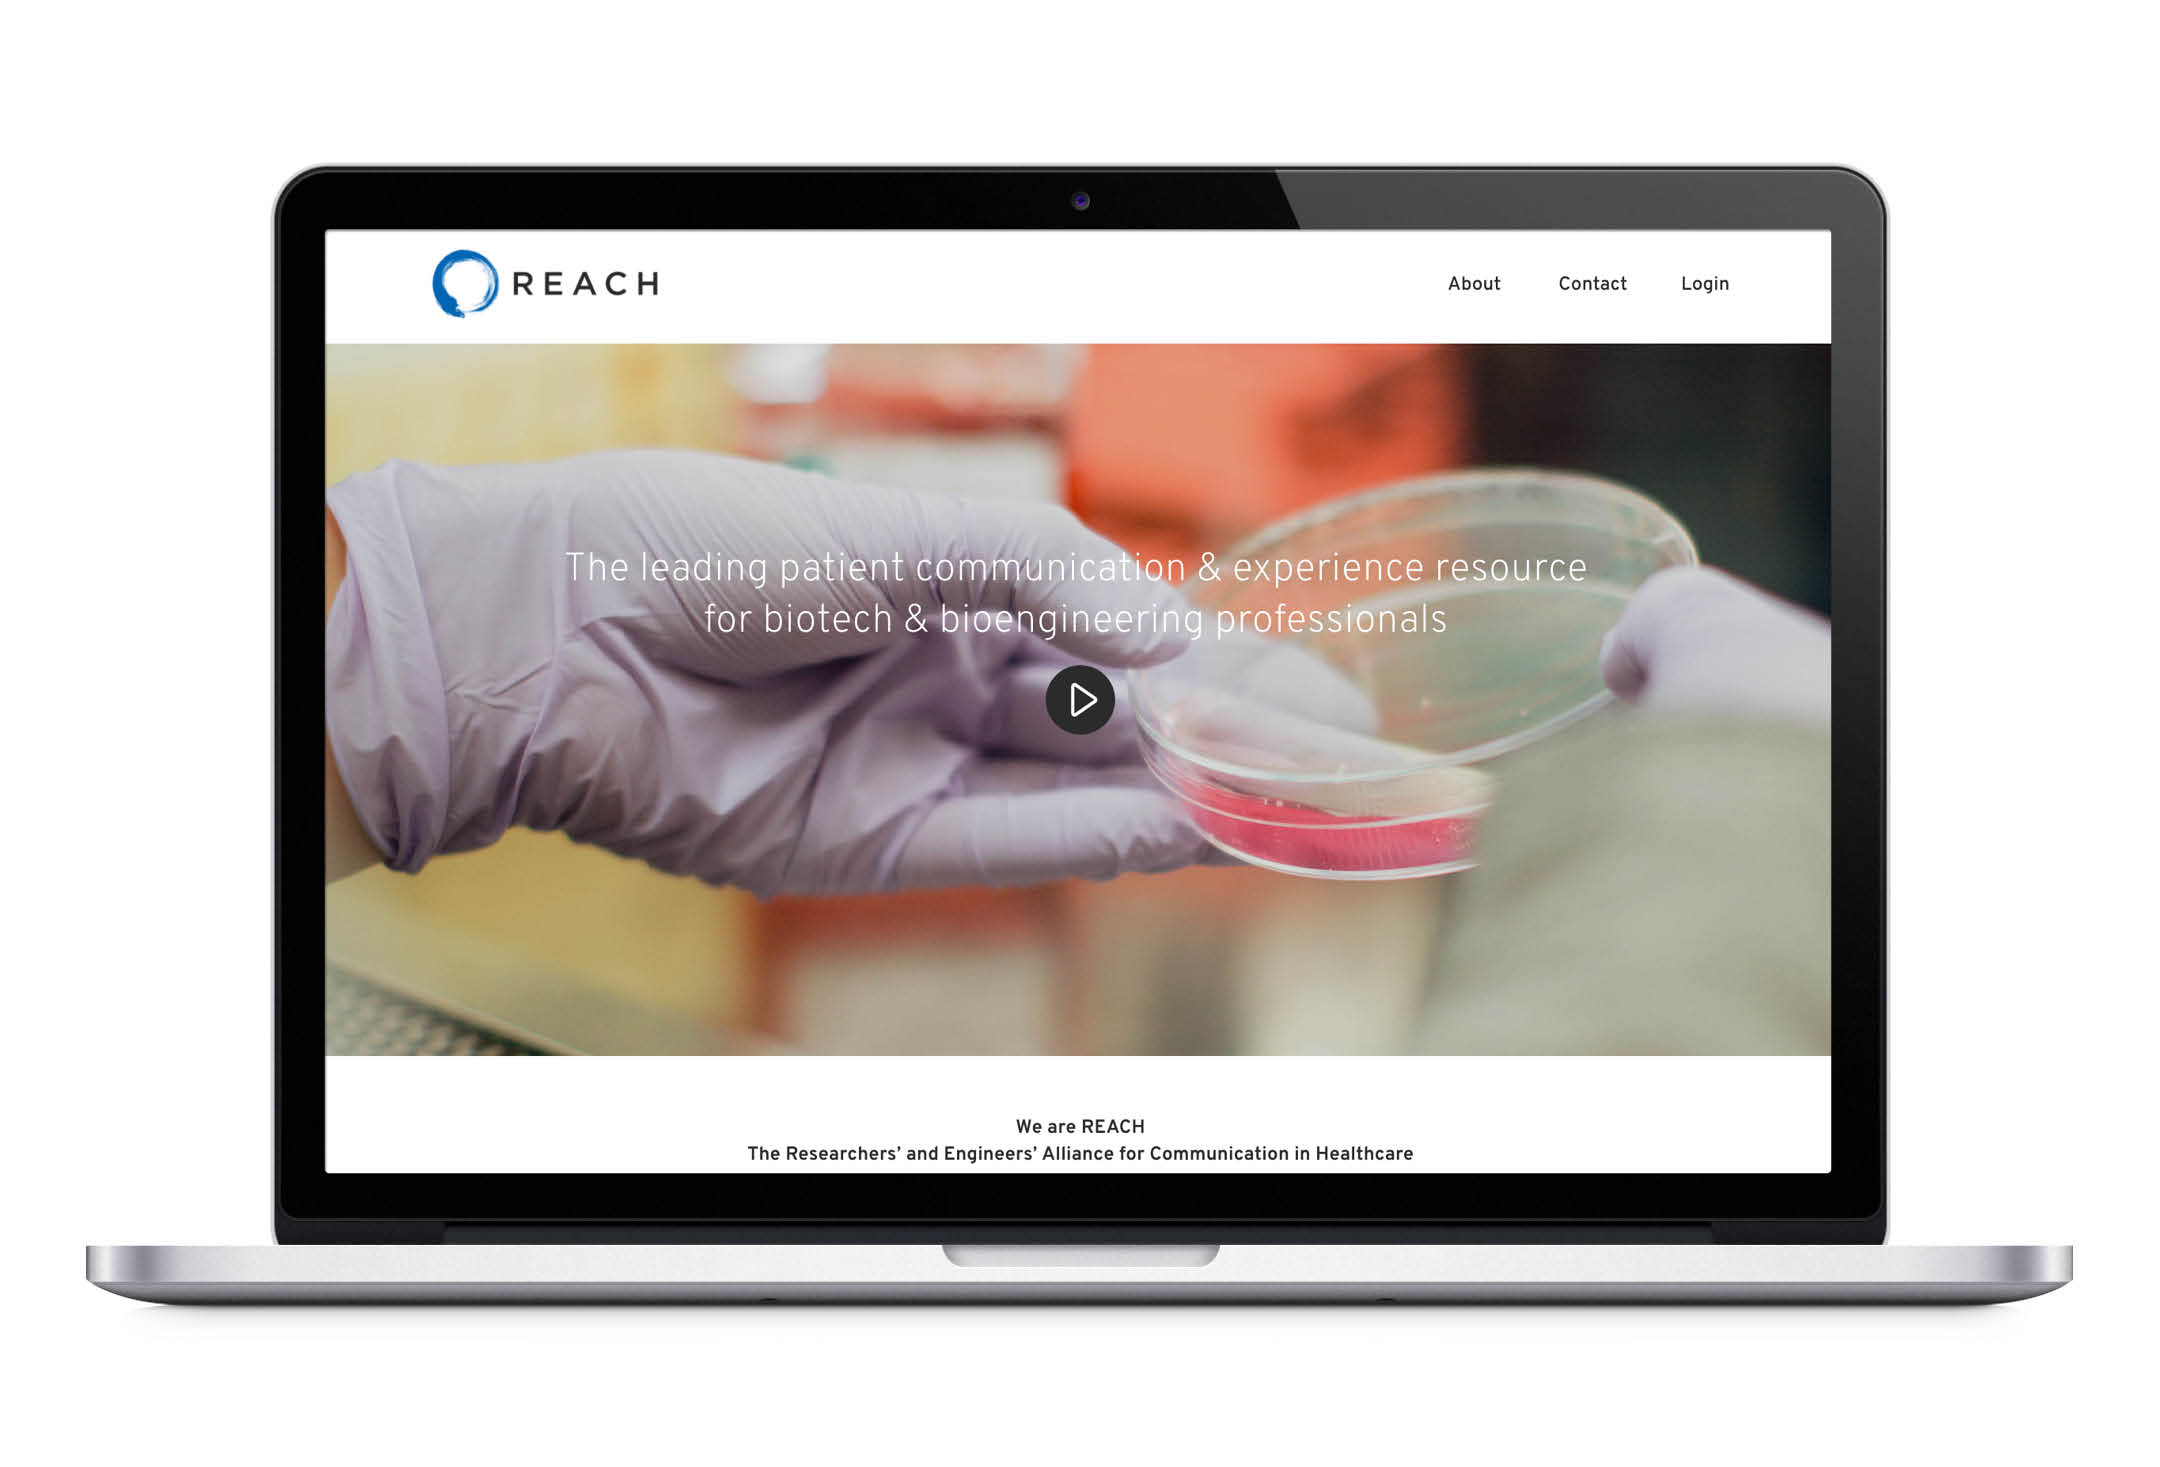 REACH
About Contact Login
The leading patient communication & experience resource
for biotech & bioengineering professionals
We are REACH
The Researchers’ and Engineers’ Alliance for Communication in Healthcare